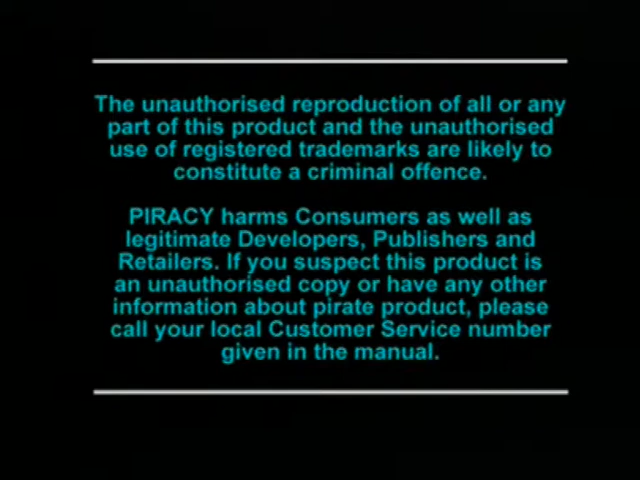 The unauthorised reproduction of all or any
part of this product and the unauthorised
use of registered trademarks are likely to
constitute a criminal offence.
PIRACY harms Consumers as well as
legitimate Developers, Publishers and
Retailers. If you suspect this product is
an unauthorised copy or have any other
information about pirate product, please
call your local Customer Service number
given in the manual.